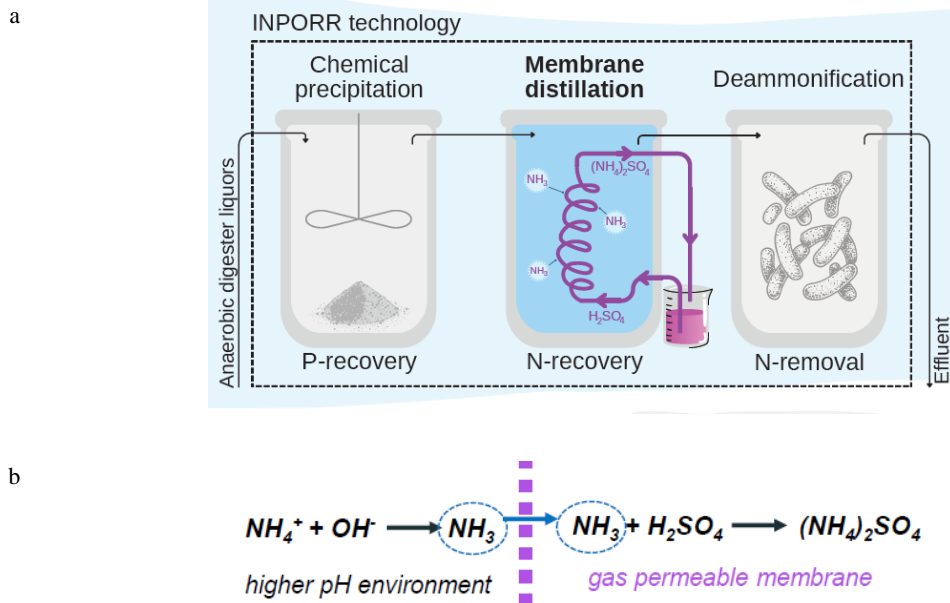 a
INPORR technology
Chemical
precipitation
Membrane
distillation
Deammonification
Anaerobic digester liquors
(NH₄)₂SO₄
NH₃
NH₃
NH₃
H₂SO₄
P-recovery
N-recovery
N-removal
Effluent
b
NH₄⁺ + OH⁻ → NH₃ → NH₃ + H₂SO₄ → (NH₄)₂SO₄
higher pH environment
gas permeable membrane